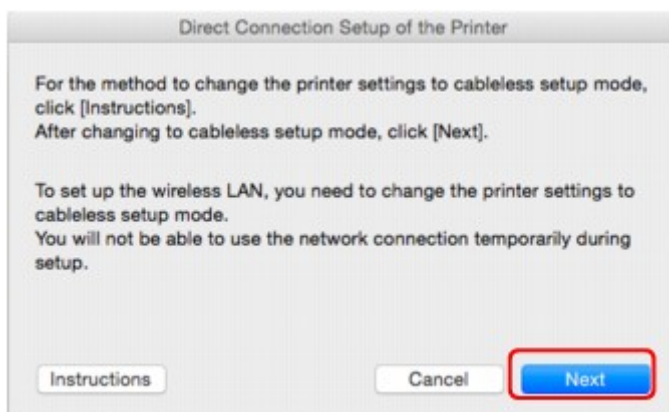 Direct Connection Setup of the Printer
For the method to change the printer settings to cableless setup mode,
click [Instructions].
After changing to cableless setup mode, click [Next].
To set up the wireless LAN, you need to change the printer settings to
cableless setup mode.
You will not be able to use the network connection temporarily during
setup.
Instructions
Cancel
Next